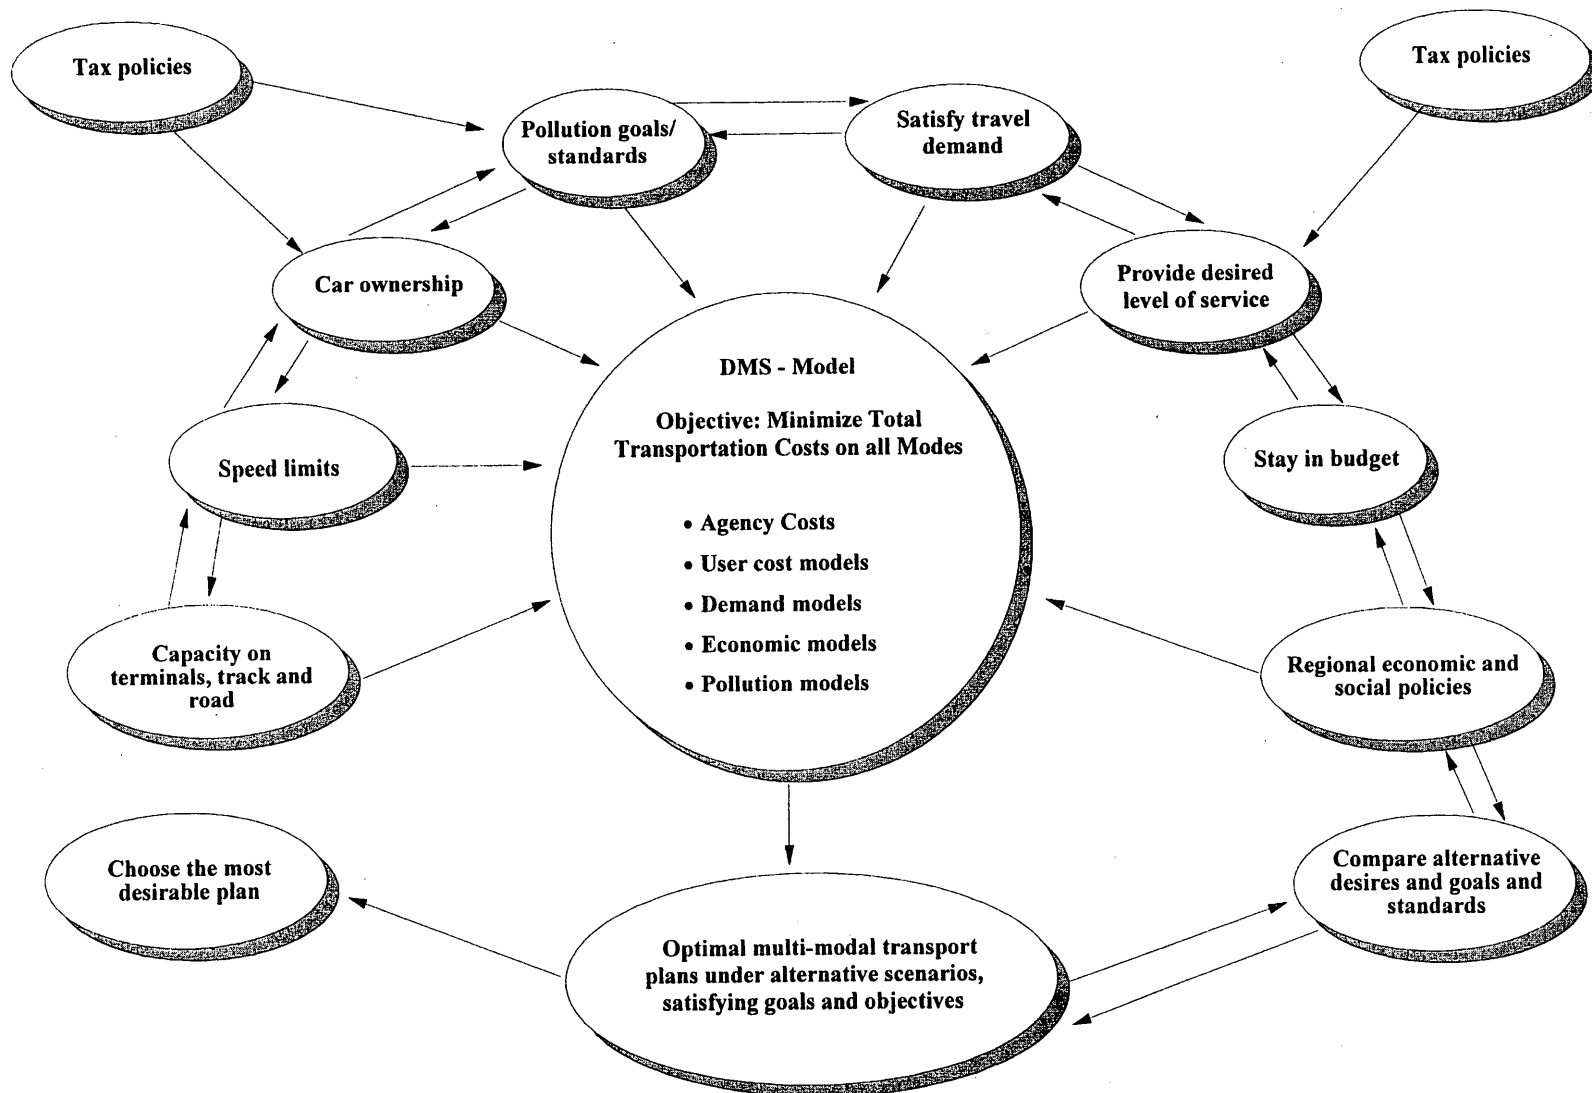 Tax policies
Tax policies
Pollution goals/
standards
Satisfy travel
demand
Car ownership
Provide desired
level of service
DMS - Model
Objective: Minimize Total
Transportation Costs on all Modes
• Agency Costs
• User cost models
• Demand models
• Economic models
• Pollution models
Speed limits
Stay in budget
Capacity on
terminals, track and
road
Regional economic and
social policies
Choose the most
desirable plan
Compare alternative
desires and goals and
standards
Optimal multi-modal transport
plans under alternative scenarios,
satisfying goals and objectives